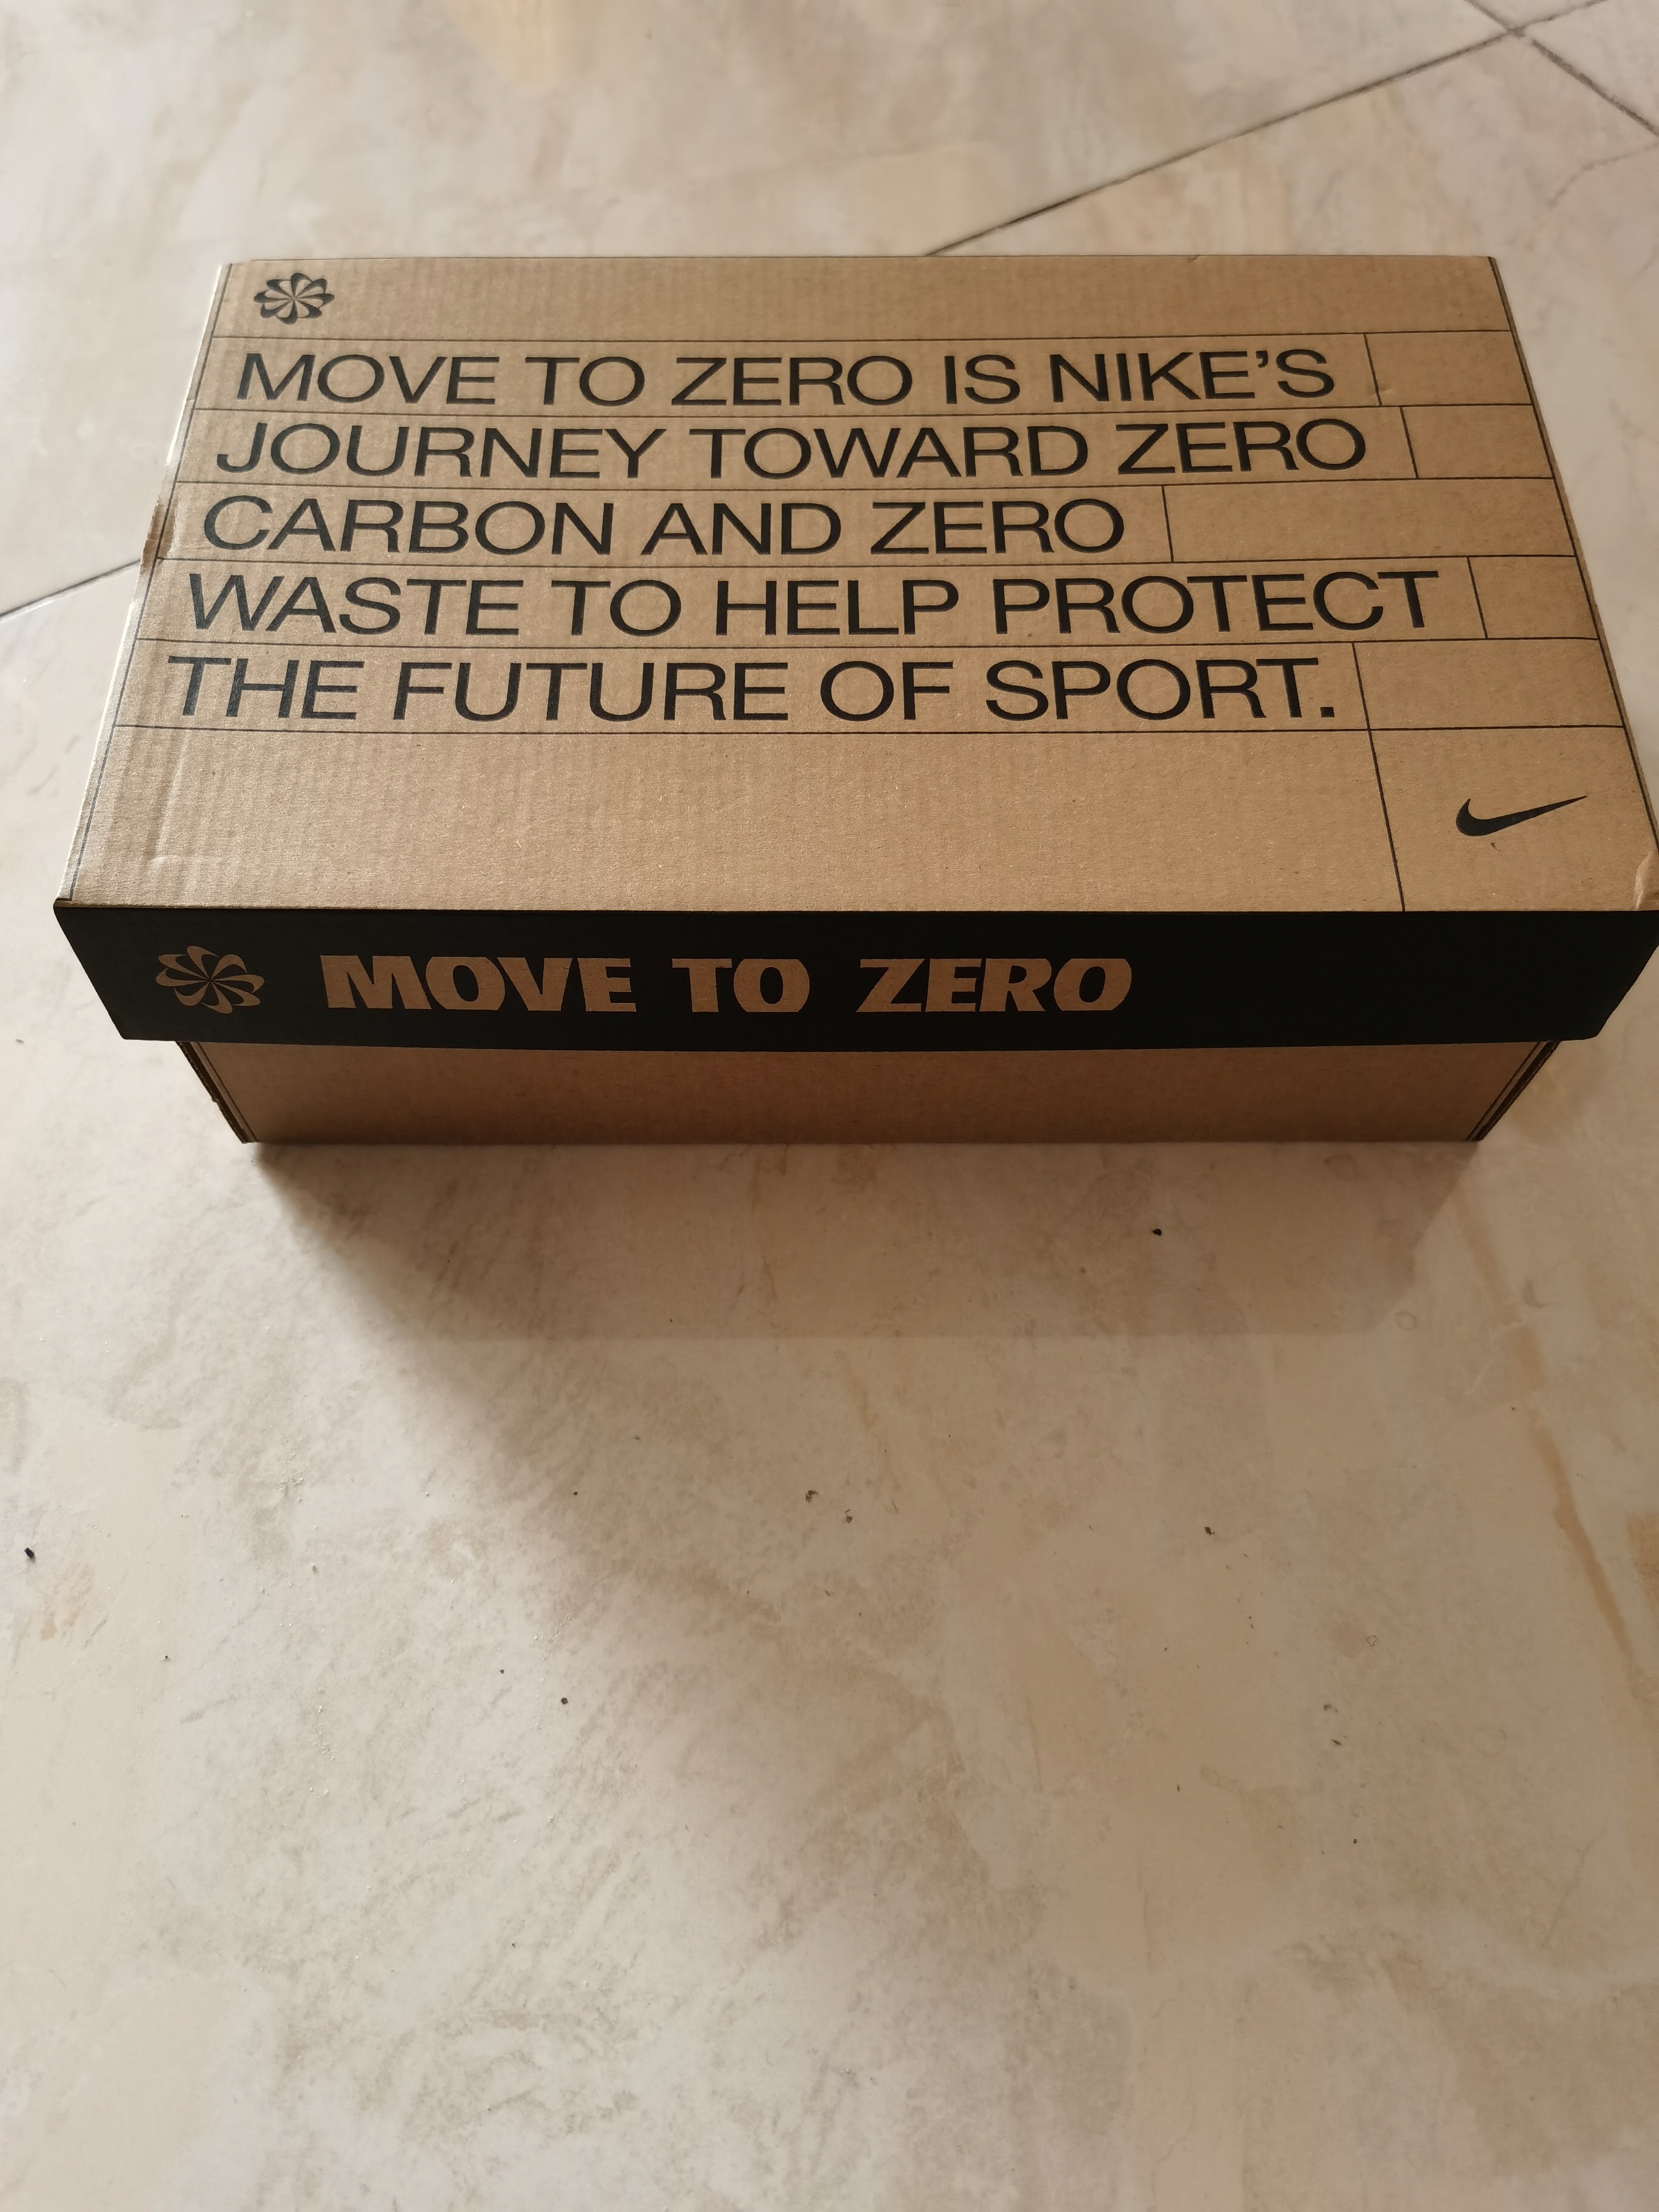 MOVE TO ZERO IS NIKE’S
JOURNEY TOWARD ZERO
CARBON AND ZERO
WASTE TO HELP PROTECT
THE FUTURE OF SPORT.
MOVE TO ZERO